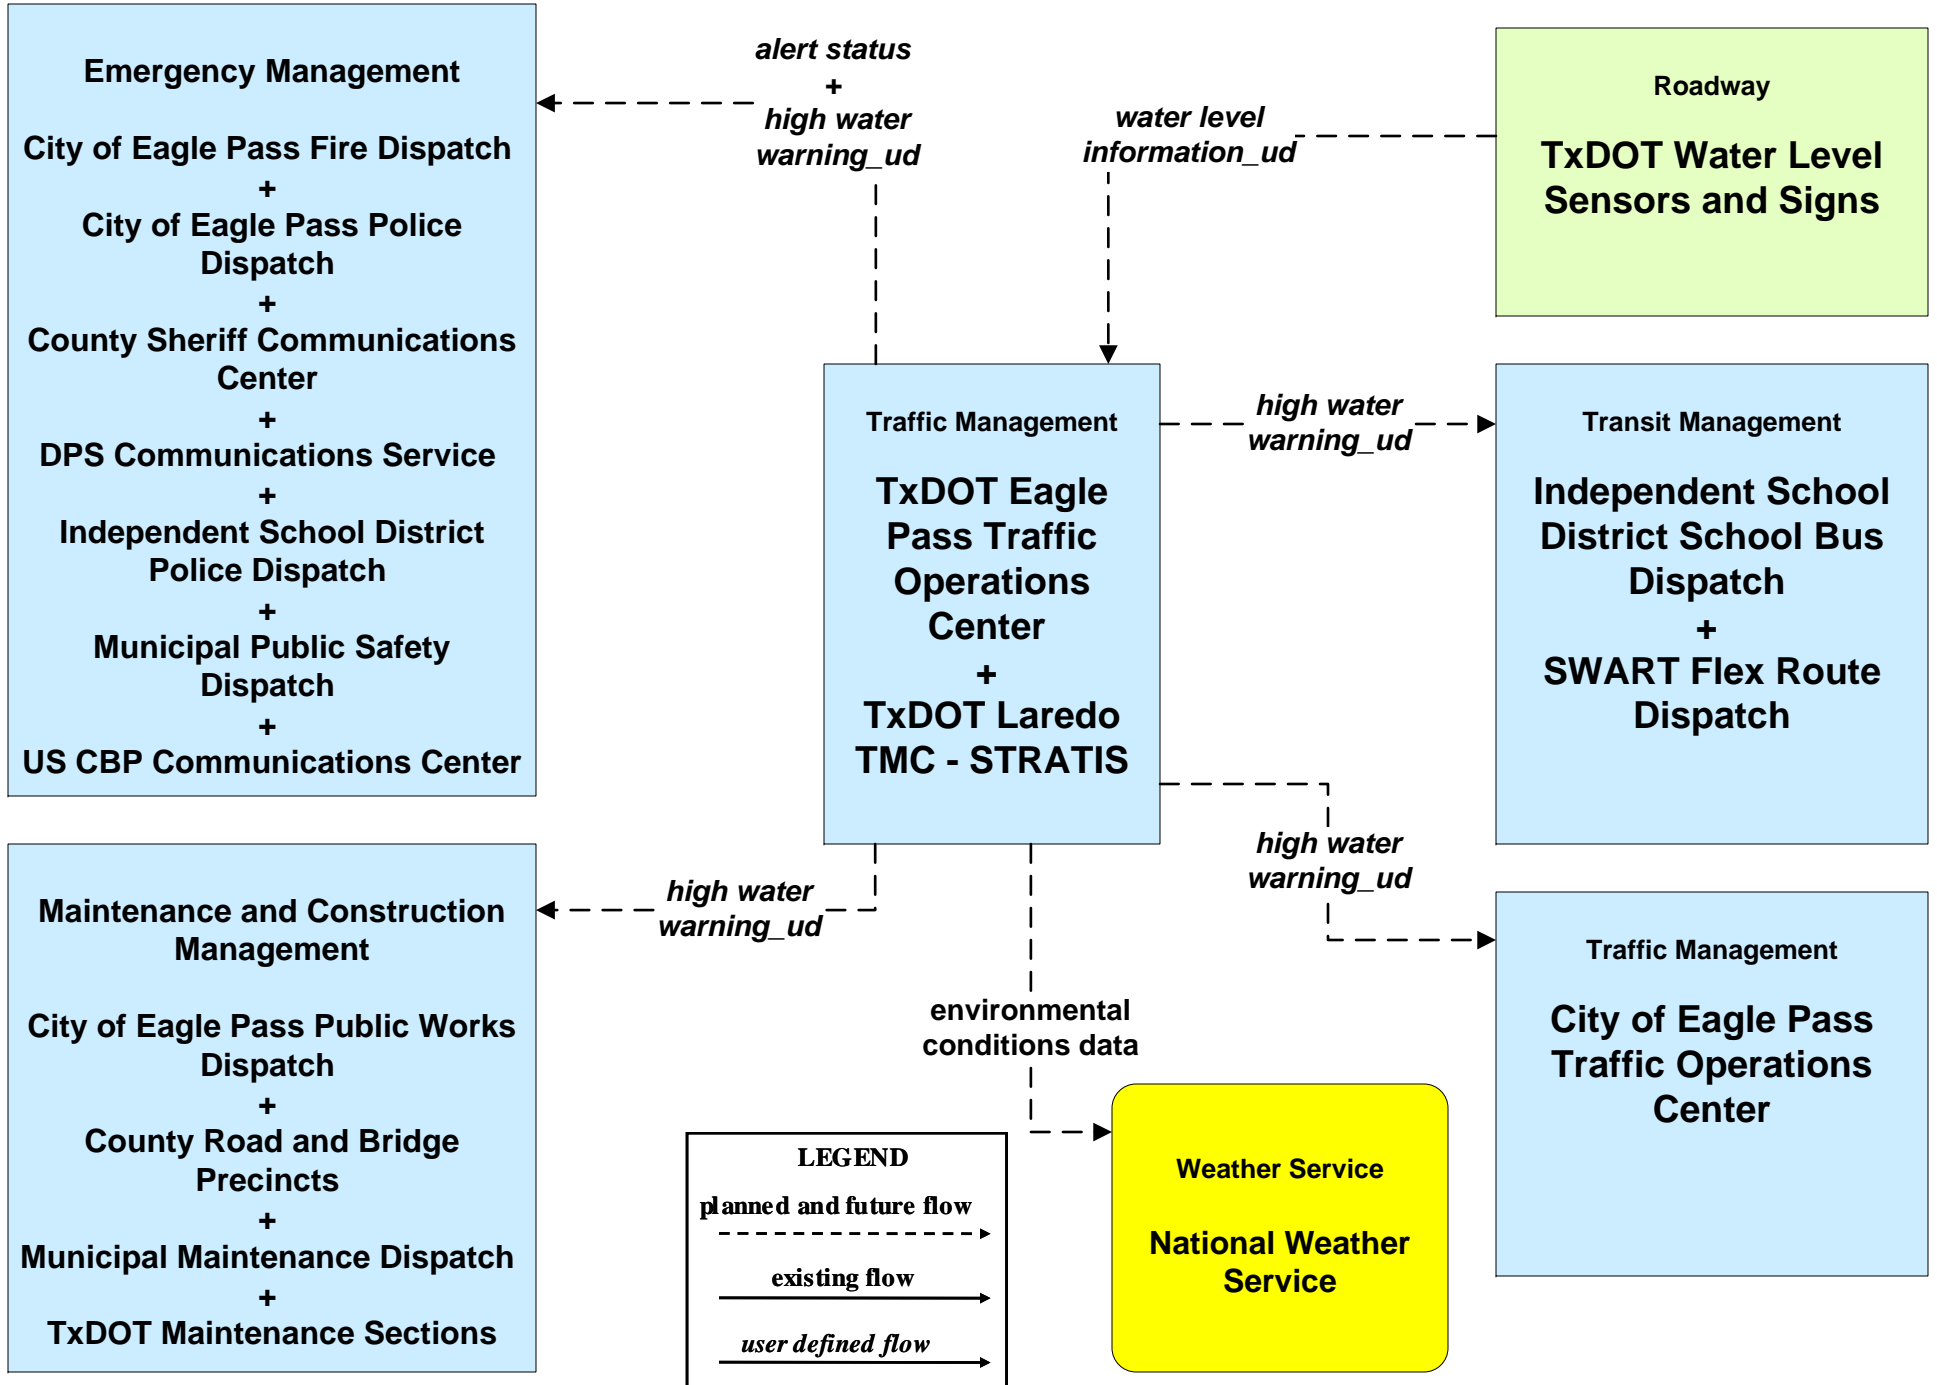 Emergency Management
City of Eagle Pass Fire Dispatch
+
City of Eagle Pass Police
Dispatch
+
County Sheriff Communications
Center
+
DPS Communications Service
+
Independent School District
Police Dispatch
+
Municipal Public Safety
Dispatch
+
US CBP Communications Center
alert status
+
high water
warning_ud
water level
information_ud
Roadway
TxDOT Water Level
Sensors and Signs
Traffic Management
TxDOT Eagle
Pass Traffic
Operations
Center
+
TxDOT Laredo
TMC - STRATIS
high water
warning_ud
Transit Management
Independent School
District School Bus
Dispatch
+
SWART Flex Route
Dispatch
high water
warning_ud
Traffic Management
City of Eagle Pass
Traffic Operations
Center
Maintenance and Construction
Management
City of Eagle Pass Public Works
Dispatch
+
County Road and Bridge
Precincts
+
Municipal Maintenance Dispatch
+
TxDOT Maintenance Sections
high water
warning_ud
environmental
conditions data
Weather Service
National Weather
Service
LEGEND
planned and future flow
existing flow
user defined flow